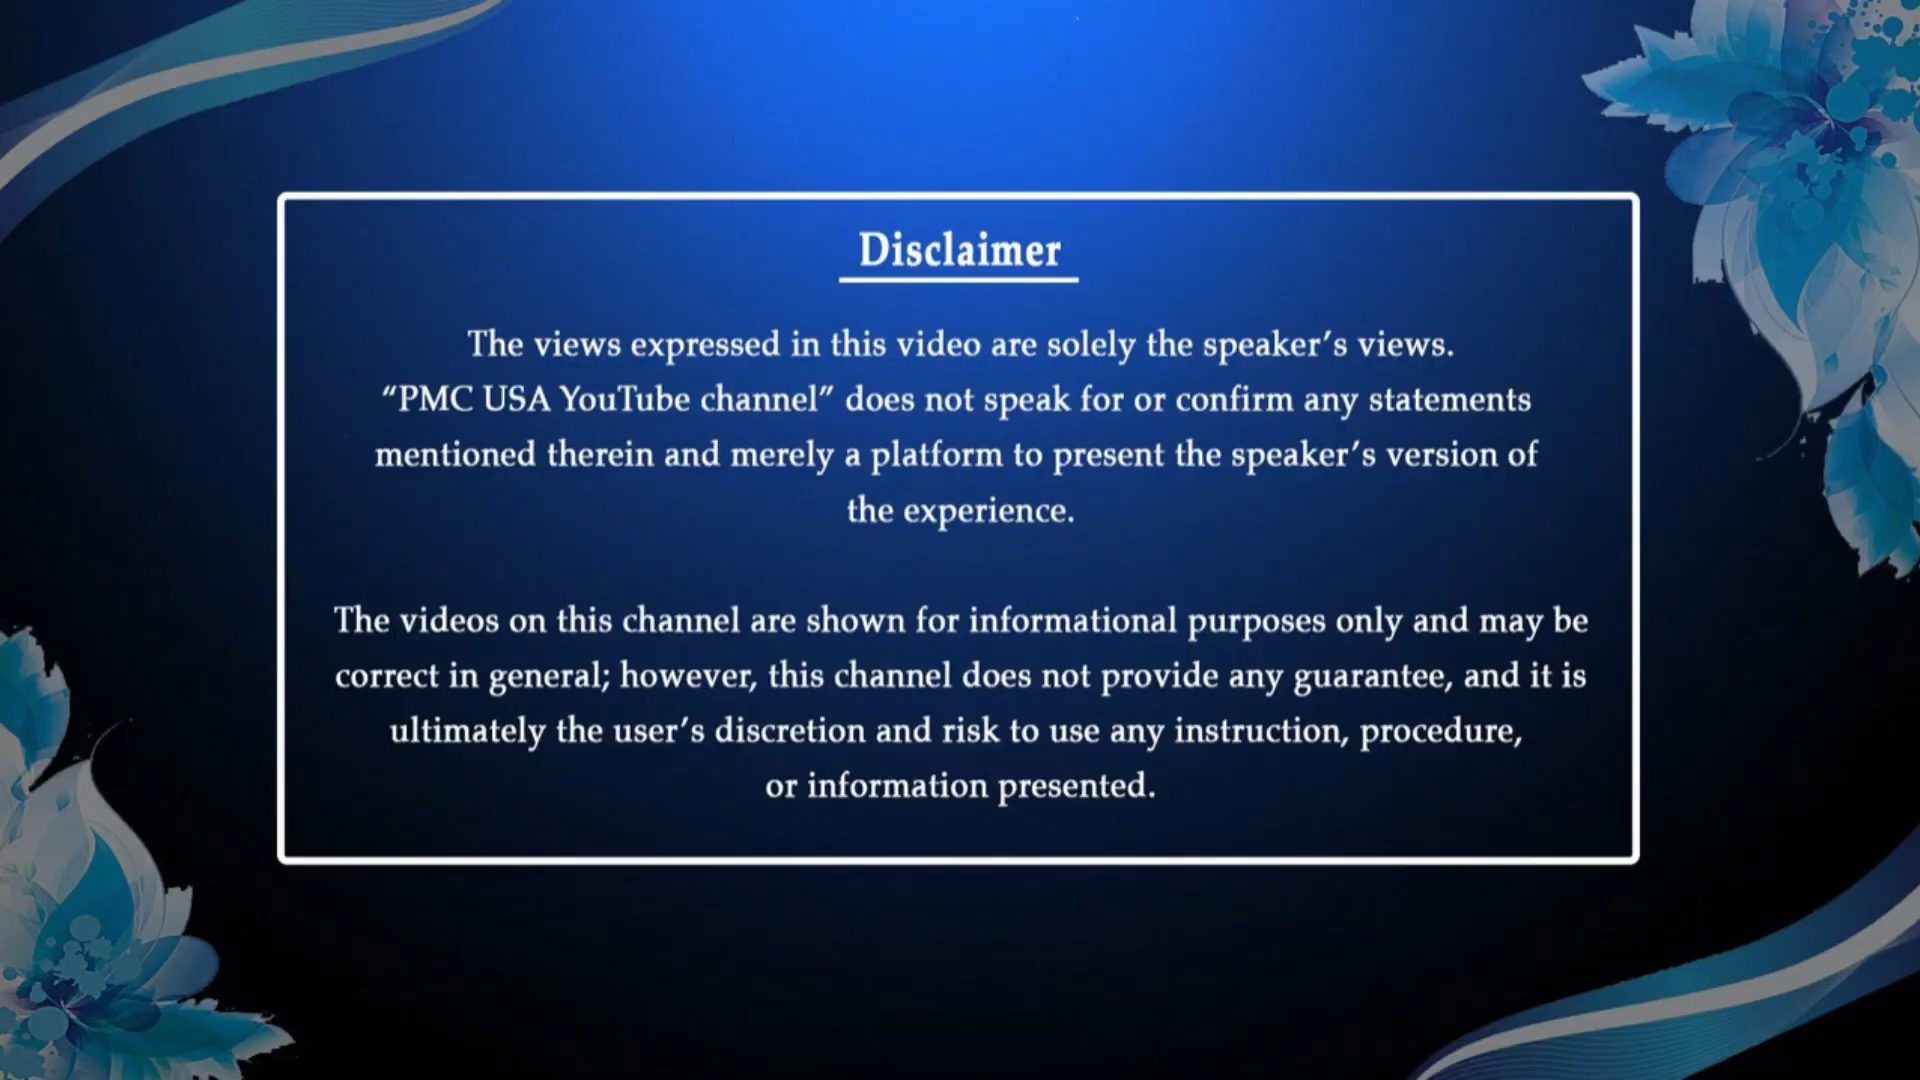 Disclaimer
The views expressed in this video are solely the speaker’s views.
“PMC USA YouTube channel” does not speak for or confirm any statements
mentioned therein and merely a platform to present the speaker’s version of
the experience.
The videos on this channel are shown for informational purposes only and may be
correct in general; however, this channel does not provide any guarantee, and it is
ultimately the user’s discretion and risk to use any instruction, procedure,
or information presented.